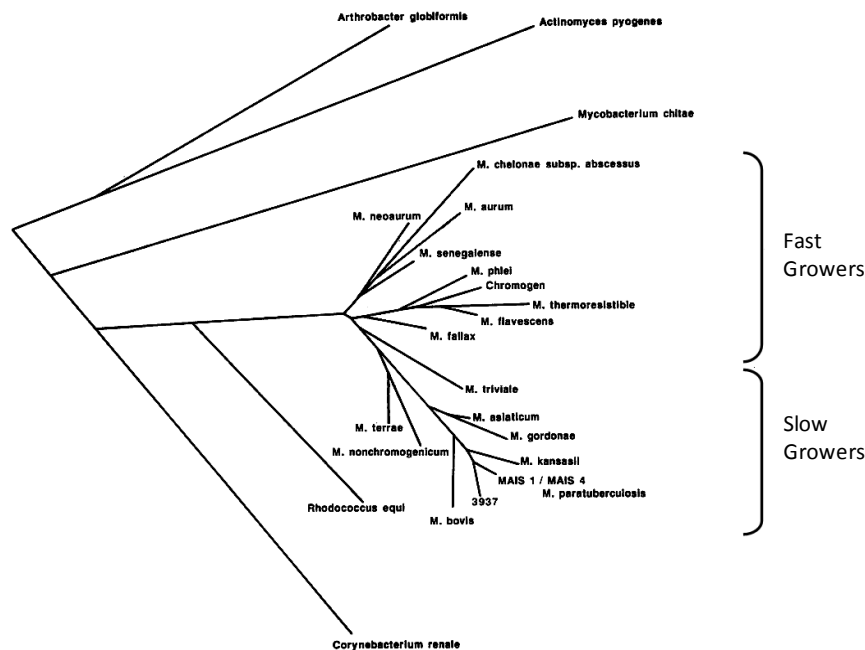 Arthrobacter globiformis
Actinomyces pyogenes
Mycobacterium chitae
M. chelonae subsp. abscessus
M. neoaurum
M. aurum
M. senegalense
M. phlei
Chromogen
M. thermoresistible
M. flavescens
M. fallax
Fast
Growers
M. triviale
M. asiaticum
M. terrae
M. gordonae
M. nonchromogenicum
M. kansasii
MAIS 1 / MAIS 4
M. paratuberculosis
3937
Rhodococcus equi
M. bovis
Slow
Growers
Corynebacterium renale